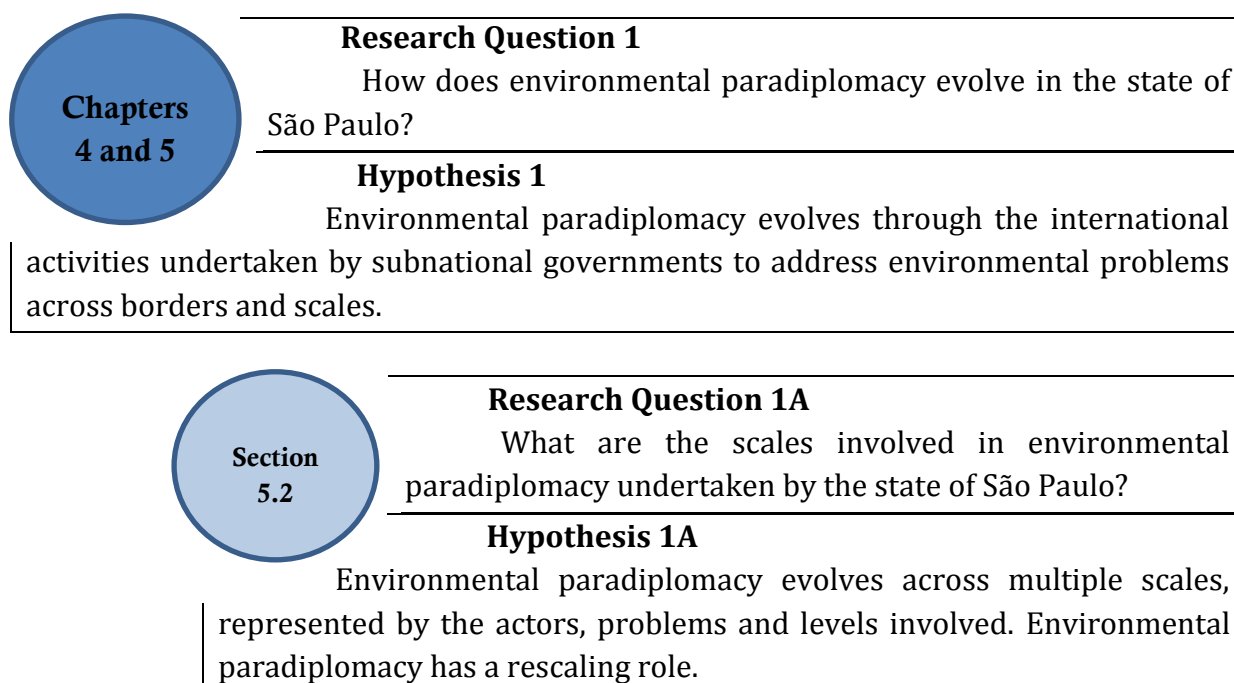 Chapters
4 and 5
Research Question 1
How does environmental paradiplomacy evolve in the state of
São Paulo?
Hypothesis 1
Environmental paradiplomacy evolves through the international
activities undertaken by subnational governments to address environmental problems
across borders and scales.
Section
5.2
Research Question 1A
What are the scales involved in environmental
paradiplomacy undertaken by the state of São Paulo?
Hypothesis 1A
Environmental paradiplomacy evolves across multiple scales,
represented by the actors, problems and levels involved. Environmental
paradiplomacy has a rescaling role.